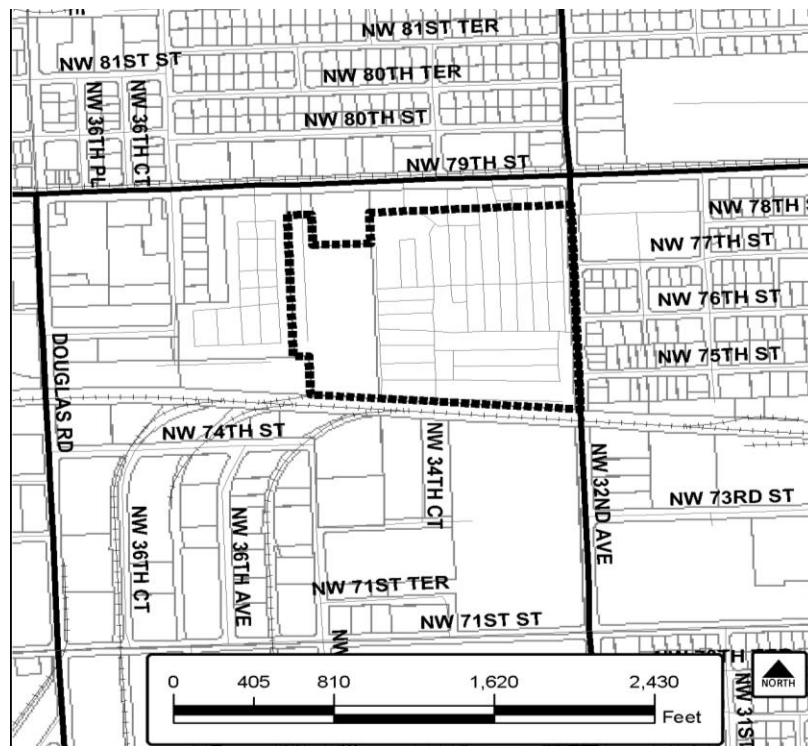 NW 81ST TER
NW 81ST ST
NW 80TH TER
NW 36TH PL
NW 36TH CT
NW 80TH ST
NW 79TH ST
NW 78TH S
NW 77TH ST
NW 76TH ST
NW 75TH ST
DOUGLAS RD
NW 74TH ST
NW 34TH CT
NW 32ND AVE
NW 73RD ST
NW 36TH CT
NW 36TH AVE
NW 71ST TER
NW 71ST ST
NW
NW 31ST
0 405 810 1,620 2,430
Feet
NORTH